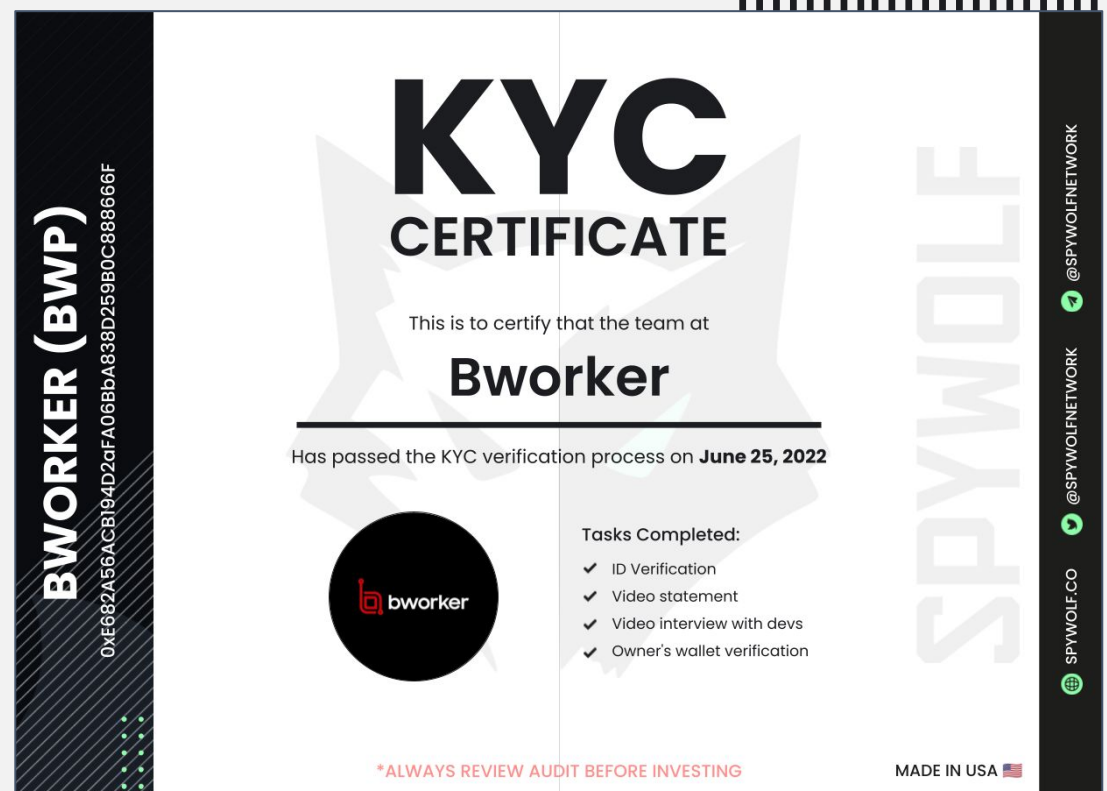 BWORKER (BWP)
0xE682A56ACB194D2aFA06BbA838D259B0C888666F
KYC
CERTIFICATE
This is to certify that the team at
Bworker
Has passed the KYC verification process on June 25, 2022
bworker
Tasks Completed:
ID Verification
Video statement
Video interview with devs
Owner's wallet verification
*ALWAYS REVIEW AUDIT BEFORE INVESTING
MADE IN USA
SPYWOLF
@SPYWOLFNETWORK
@SPYWOLFNETWORK
SPYWOLF.CO